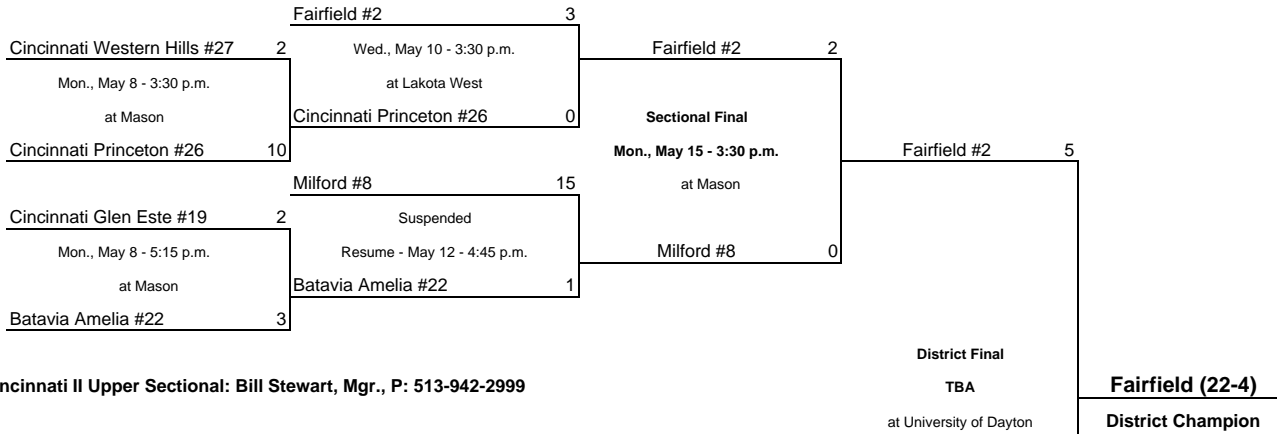 Fairfield #2 3
Cincinnati Western Hills #27 2
Wed., May 10 - 3:30 p.m.
Fairfield #2 2
Mon., May 8 - 3:30 p.m.
at Lakota West
at Mason
Cincinnati Princeton #26 0
Sectional Final
Cincinnati Princeton #26 10
Mon., May 15 - 3:30 p.m.
Fairfield #2 5
Milford #8 15
at Mason
Cincinnati Glen Este #19 2
Suspended
Mon., May 8 - 5:15 p.m.
Resume - May 12 - 4:45 p.m.
Milford #8 0
at Mason
Batavia Amelia #22 1
Batavia Amelia #22 3
District Final
ncinnati II Upper Sectional: Bill Stewart, Mgr., P: 513-942-2999
TBA
Fairfield (22-4)
at University of Dayton
District Champion